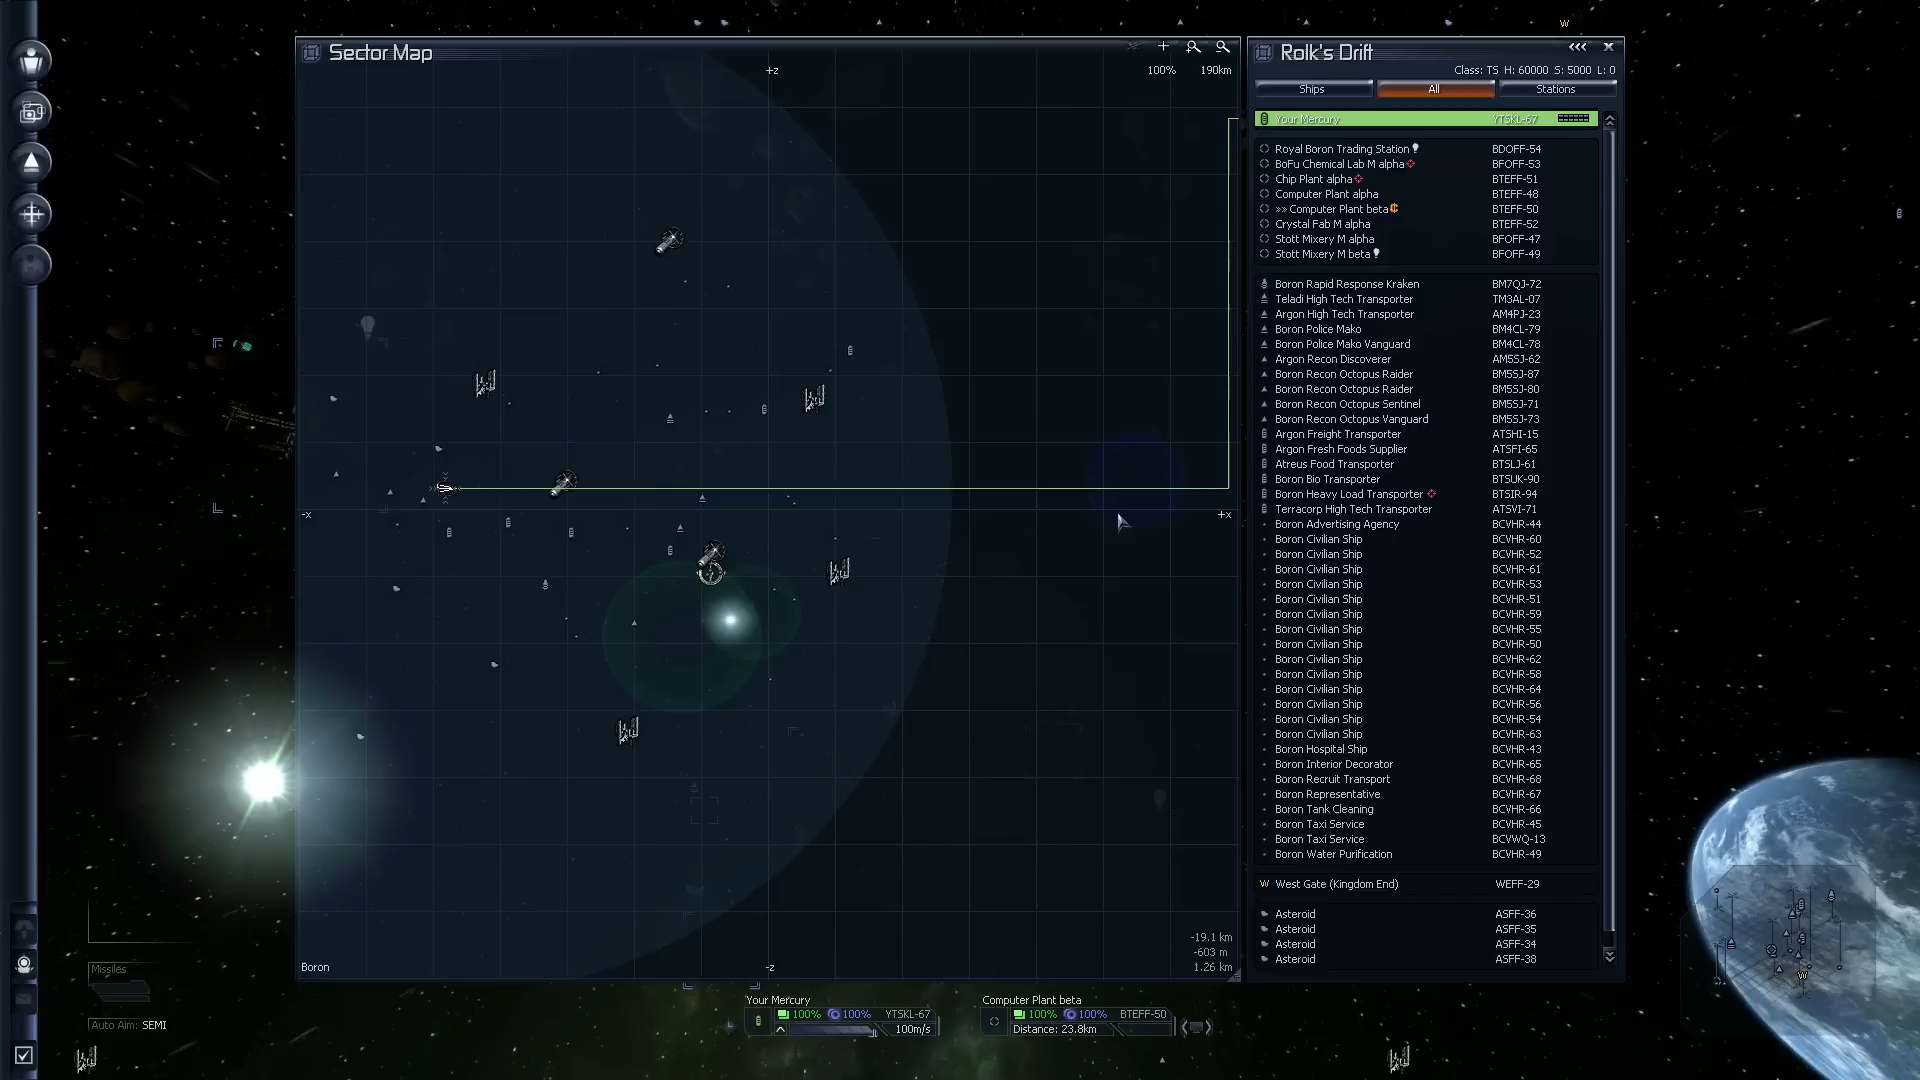 W
Sector Map
+z
100%
190km
-x
+x
Boron
-z
-19.1 km
-603 m
1.26 km
Rolk's Drift
<<<
Class: TS H: 60000 S: 5000 L: 0
Ships
All
Stations
Your Mercury YTSKL-67
Royal Boron Trading Station BDOFF-54
BoFu Chemical Lab M alpha BFOFF-53
Chip Plant alpha BTEFF-51
Computer Plant alpha BTEFF-48
>> Computer Plant beta BTEFF-50
Crystal Fab M alpha BTEFF-52
Stott Mixery M alpha BFOFF-47
Stott Mixery M beta BFOFF-49
Boron Rapid Response Kraken BM7QJ-72
Teladi High Tech Transporter TM3AL-07
Argon High Tech Transporter AM4PJ-23
Boron Police Mako BM4CL-79
Boron Police Mako Vanguard BM4CL-78
Argon Recon Discoverer AM5SJ-62
Boron Recon Octopus Raider BM5SJ-87
Boron Recon Octopus Raider BM5SJ-80
Boron Recon Octopus Sentinel BM5SJ-71
Boron Recon Octopus Vanguard BM5SJ-73
Argon Freight Transporter ATSHI-15
Argon Fresh Foods Supplier ATSFI-65
Atreus Food Transporter BTSLJ-61
Boron Bio Transporter BTSUK-90
Boron Heavy Load Transporter BTSIR-94
Terracorp High Tech Transporter ATSVI-71
Boron Advertising Agency BCVHR-44
Boron Civilian Ship BCVHR-60
Boron Civilian Ship BCVHR-52
Boron Civilian Ship BCVHR-61
Boron Civilian Ship BCVHR-53
Boron Civilian Ship BCVHR-51
Boron Civilian Ship BCVHR-59
Boron Civilian Ship BCVHR-55
Boron Civilian Ship BCVHR-50
Boron Civilian Ship BCVHR-62
Boron Civilian Ship BCVHR-58
Boron Civilian Ship BCVHR-64
Boron Civilian Ship BCVHR-56
Boron Civilian Ship BCVHR-54
Boron Civilian Ship BCVHR-63
Boron Hospital Ship BCVHR-43
Boron Interior Decorator BCVHR-65
Boron Recruit Transport BCVHR-68
Boron Representative BCVHR-67
Boron Tank Cleaning BCVHR-66
Boron Taxi Service BCVHR-45
Boron Taxi Service BCVWQ-13
Boron Water Purification BCVHR-49
W West Gate (Kingdom End) WEFF-29
Asteroid ASFF-36
Asteroid ASFF-35
Asteroid ASFF-34
Asteroid ASFF-38
Missiles
Auto Aim: SEMI
Your Mercury
100% 100% YTSKL-67
100m/s
Computer Plant beta
100% 100% BTEFF-50
Distance: 23.8km
W